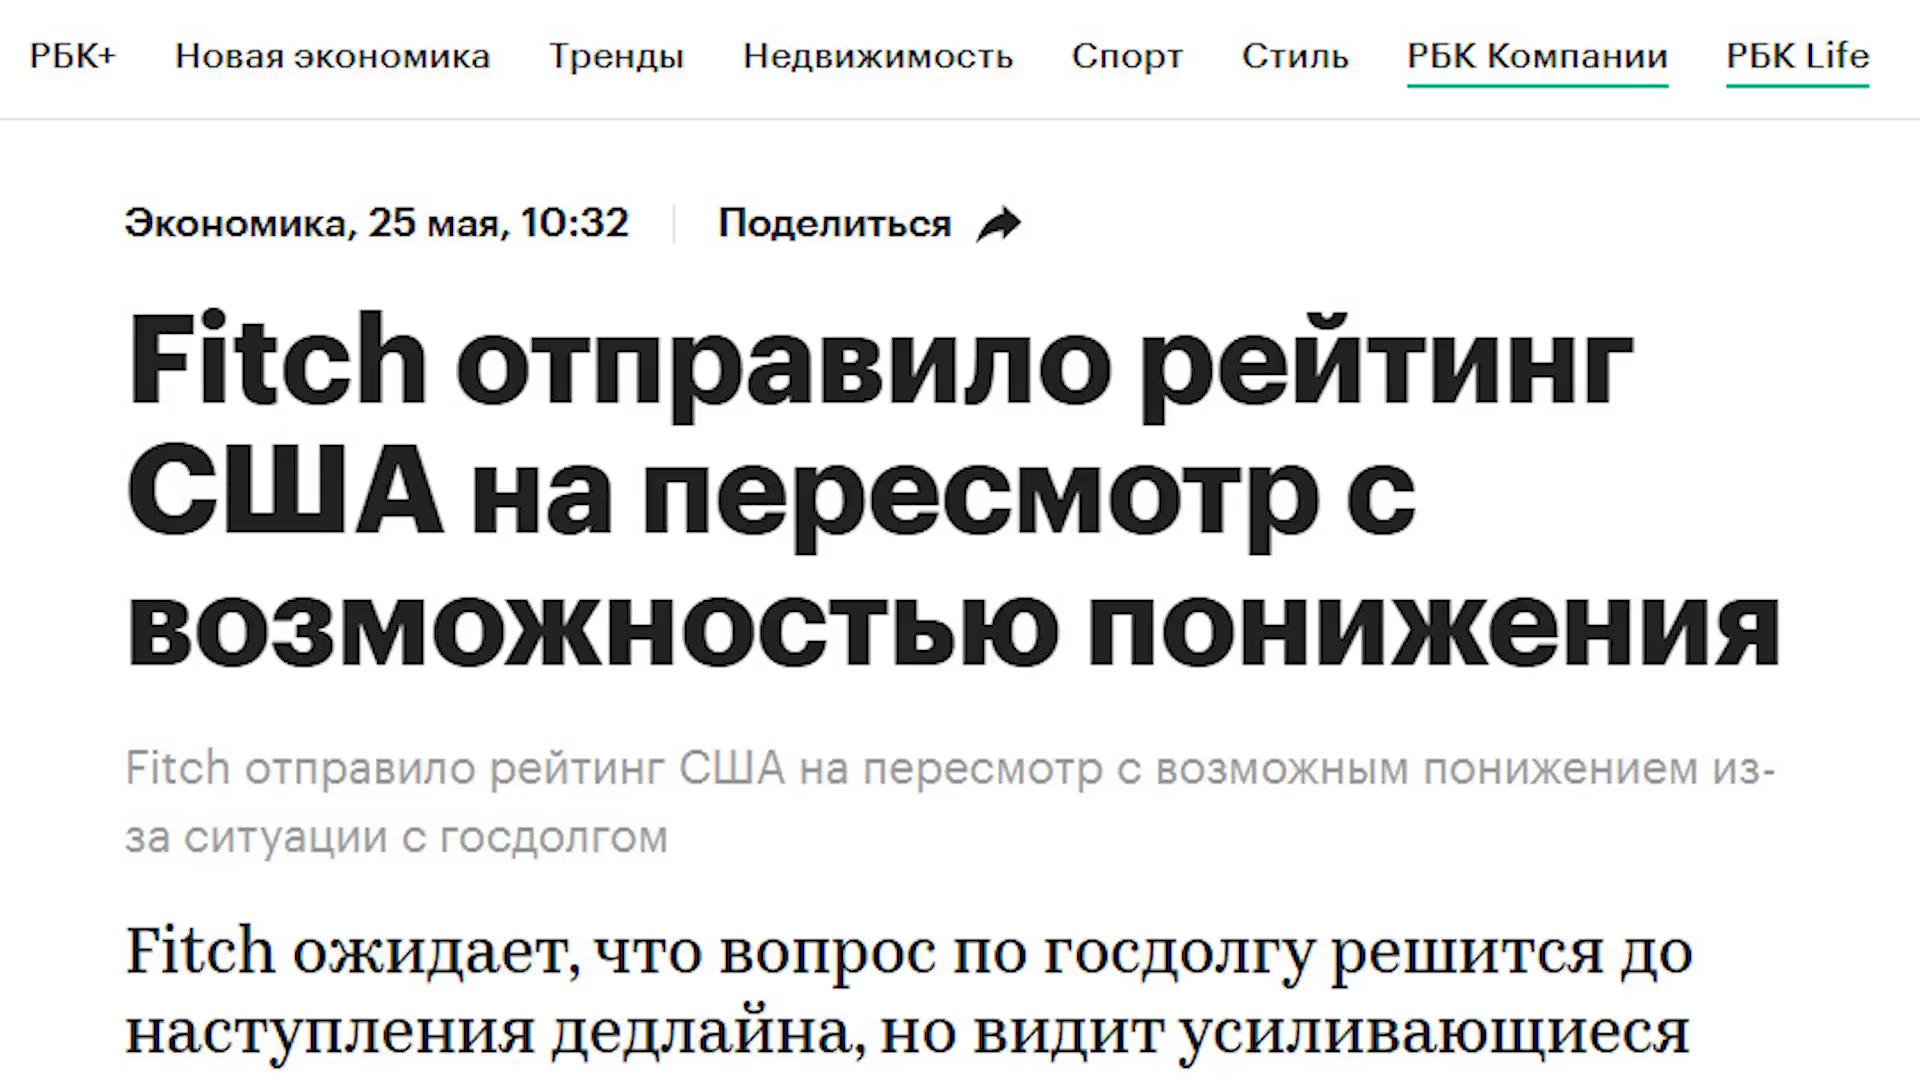 РБК+ Новая экономика Тренды Недвижимость Спорт Стиль РБК Компании РБК Life
Экономика, 25 мая, 10:32 Поделиться
Fitch отправило рейтинг
США на пересмотр с
возможностью понижения
Fitch отправило рейтинг США на пересмотр с возможным понижением из-
за ситуации с госдолгом
Fitch ожидает, что вопрос по госдолгу решится до
наступления дедлайна, но видит усиливающиеся